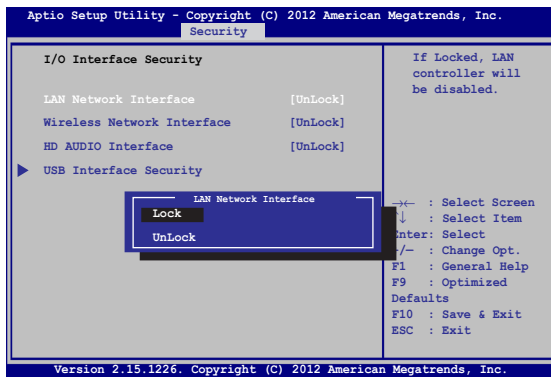 Aptio Setup Utility - Copyright (C) 2012 American Megatrends, Inc.
Security
I/O Interface Security
LAN Network Interface [UnLock]
Wireless Network Interface [UnLock]
HD AUDIO Interface [UnLock]
USB Interface Security
If Locked, LAN
controller will
be disabled.
LAN Network Interface
Lock
UnLock
→← : Select Screen
↓ : Select Item
Enter: Select
/— : Change Opt.
F1 : General Help
F9 : Optimized
Defaults
F10 : Save & Exit
ESC : Exit
Version 2.15.1226. Copyright (C) 2012 American Megatrends, Inc.